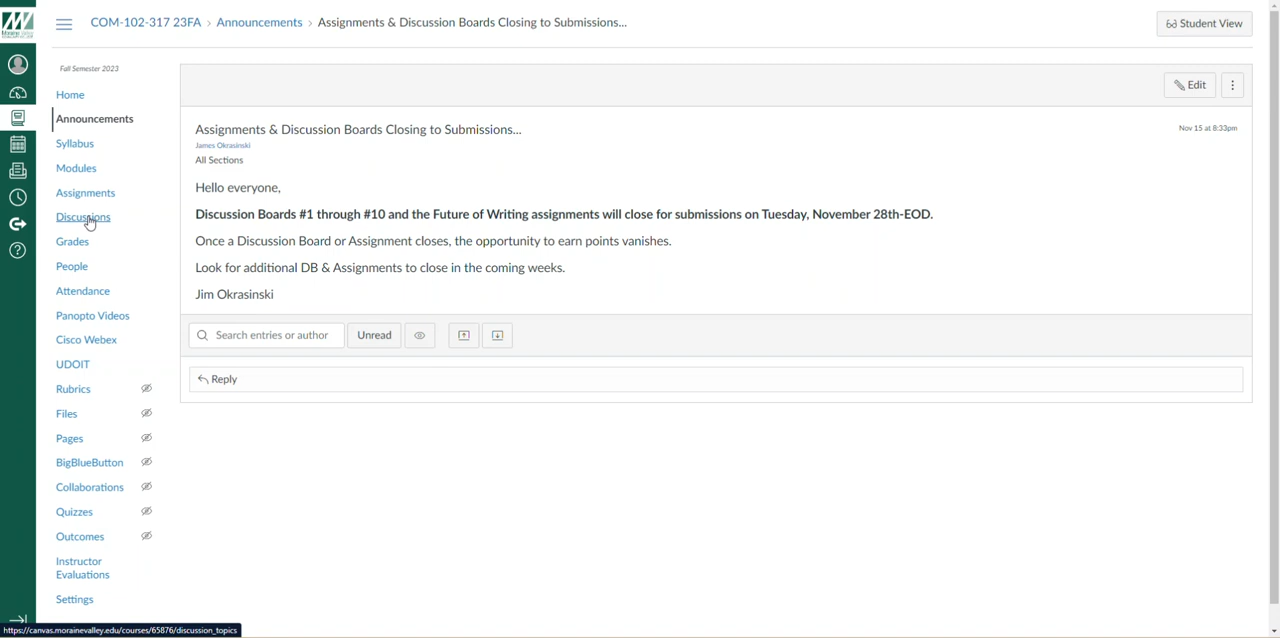 COM-102-317 23FA › Announcements › Assignments & Discussion Boards Closing to Submissions...
Student View
Fall Semester 2023
Home
Announcements
Syllabus
Modules
Assignments
Discussions
Grades
People
Attendance
Panopto Videos
Cisco Webex
UDOIT
Rubrics
Files
Pages
BigBlueButton
Collaborations
Quizzes
Outcomes
Instructor
Evaluations
Settings
Edit
Assignments & Discussion Boards Closing to Submissions...
Nov 15 at 8:33pm
James Okrasinski
All Sections
Hello everyone,
Discussion Boards #1 through #10 and the Future of Writing assignments will close for submissions on Tuesday, November 28th-EOD.
Once a Discussion Board or Assignment closes, the opportunity to earn points vanishes.
Look for additional DB & Assignments to close in the coming weeks.
Jim Okrasinski
Search entries or author
Unread
Reply
https://canvas.morainevalley.edu/courses/65876/discussion_topics